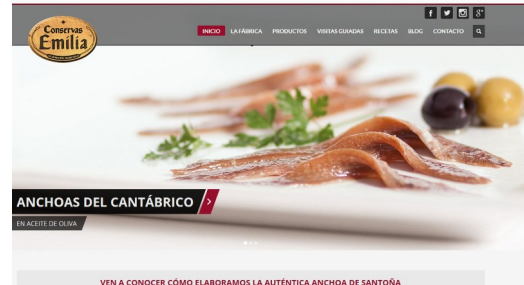 Conservas
Emilia
INICIO LA FÁBRICA PRODUCTOS VISITAS GUIADAS RECETAS BLOG CONTACTO
ANCHOAS DEL CANTÁBRICO >
EN ACEITE DE OLIVA
VEN A CONOCER CÓMO ELABORAMOS LA AUTÉNTICA ANCHOA DE SANTOÑA